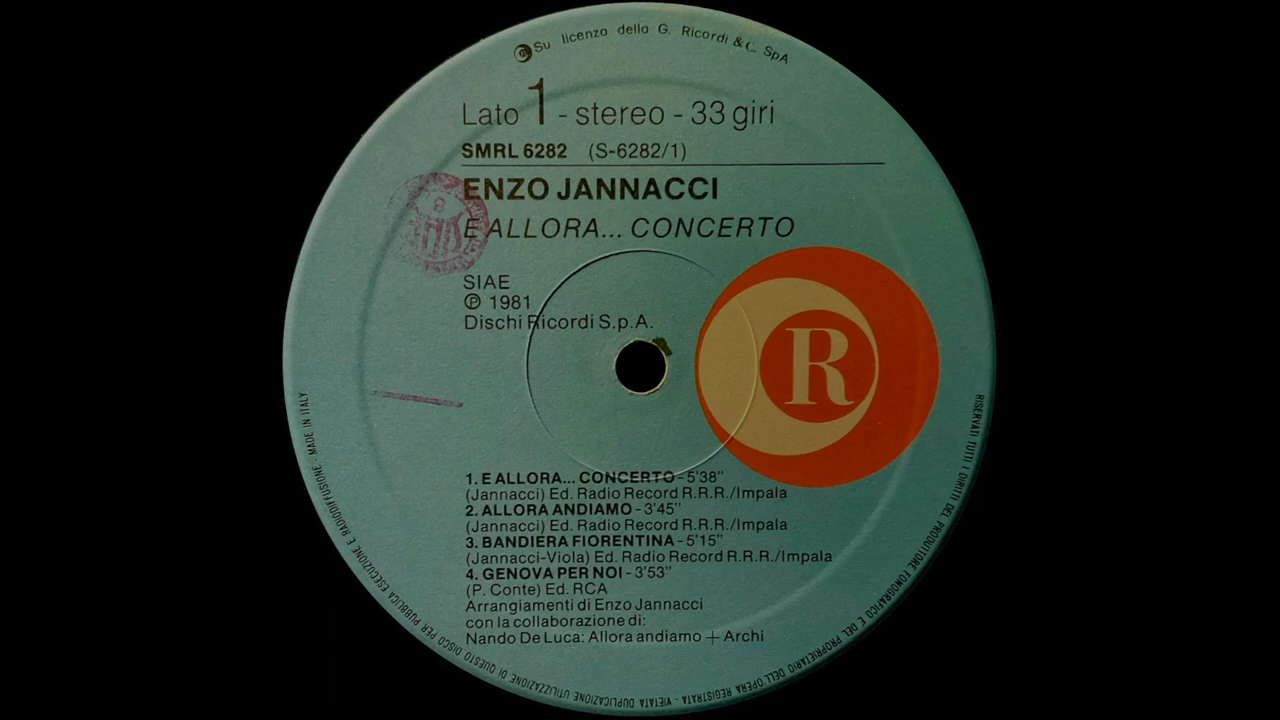 Su licenza della G. Ricordi & C. SpA
Lato 1 - stereo - 33 giri
SMRL 6282 (S-6282/1)
ENZO JANNACCI
E ALLORA... CONCERTO
SIAE
Ⓟ 1981
Dischi Ricordi S.p.A.
R
1. E ALLORA... CONCERTO - 5'38"
(Jannacci) Ed. Radio Record R.R.R./Impala
2. ALLORA ANDIAMO - 3'45"
(Jannacci) Ed. Radio Record R.R.R./Impala
3. BANDIERA FIORENTINA - 5'15"
(Jannacci-Viola) Ed. Radio Record R.R.R./Impala
4. GENOVA PER NOI - 3'53"
(P. Conte) Ed. RCA
Arrangiamenti di Enzo Jannacci
con la collaborazione di:
Nando De Luca: Allora andiamo + Archi
RISERVATI TUTTI I DIRITTI DEL PRODUTTORE FONOGRAFICO E DEL PROPRIETARIO DELL'OPERA REGISTRATA - VIETATA DUPLICAZIONE UTILIZZAZIONE DI QUESTO DISCO PER PUBBLICA ESECUZIONE E RADIODIFFUSIONE - MADE IN ITALY